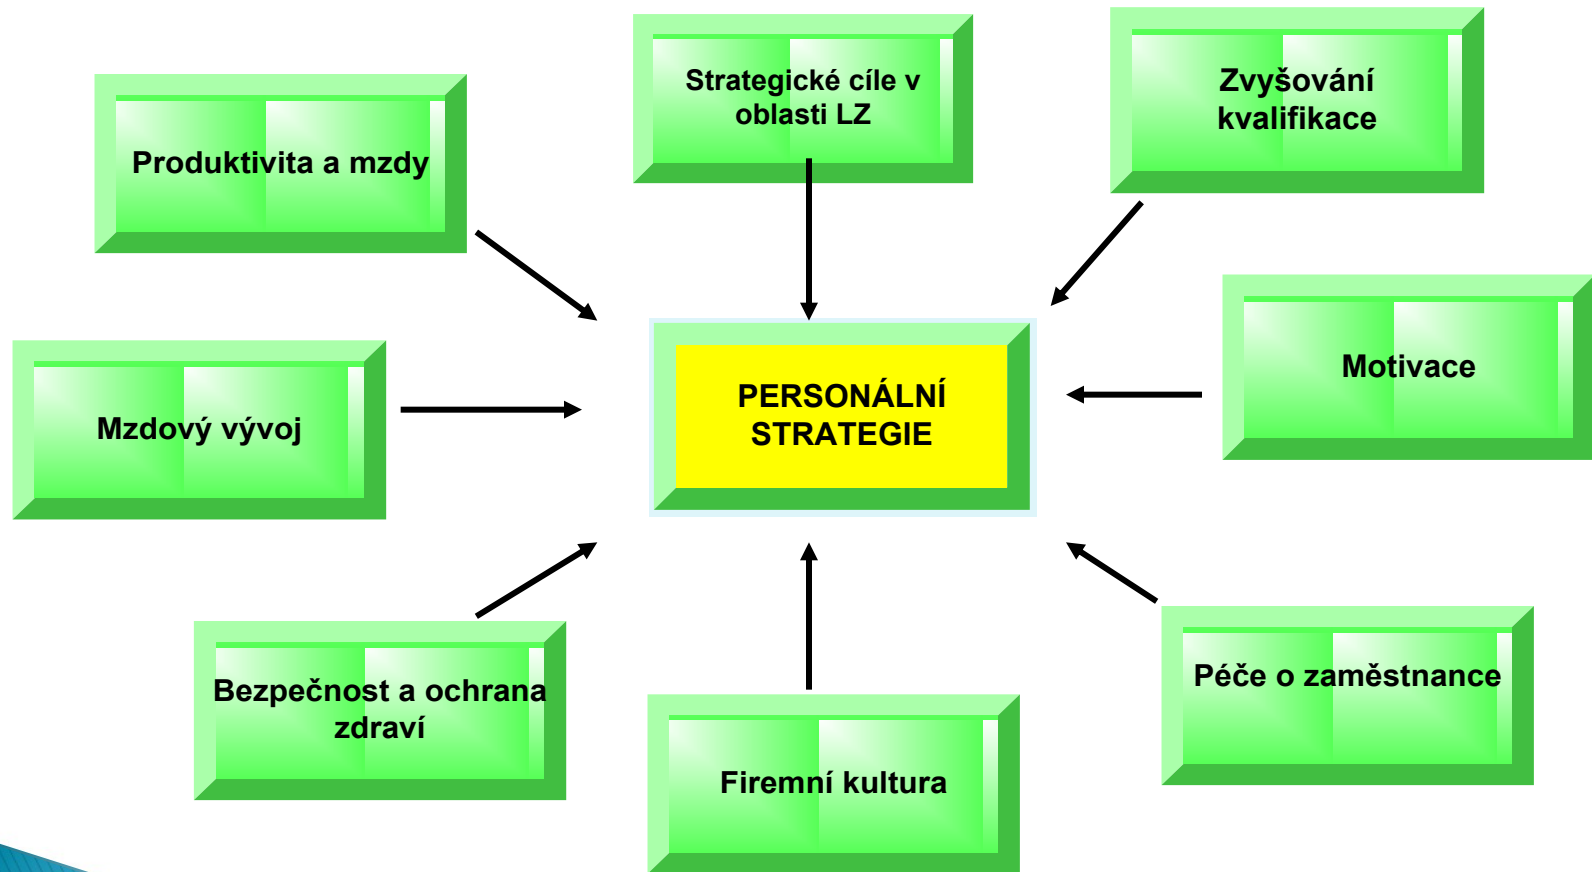 Strategické cíle v
oblasti LZ
Zvyšování
kvalifikace
Produktivita a mzdy
Motivace
PERSONÁLNÍ
STRATEGIE
Mzdový vývoj
Péče o zaměstnance
Bezpečnost a ochrana
zdraví
Firemní kultura